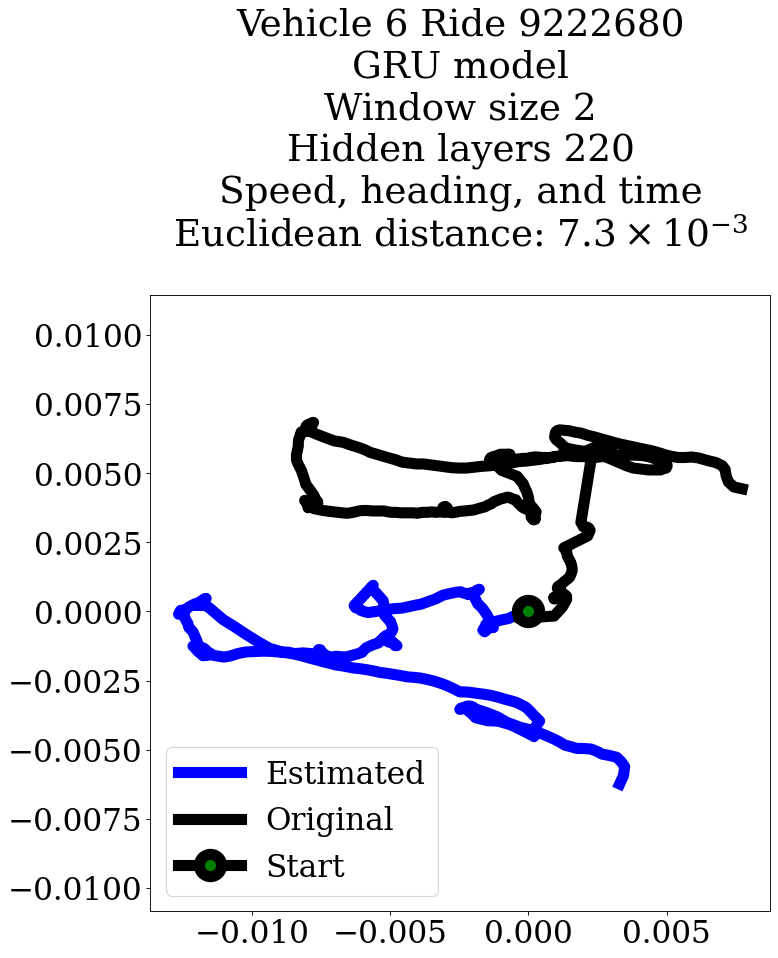 Vehicle 6 Ride 9222680
GRU model
Window size 2
Hidden layers 220
Speed, heading, and time
Euclidean distance: 7.3 × 10⁻³
0.0100
0.0075
0.0050
0.0025
0.0000
−0.0025
−0.0050
−0.0075
−0.0100
Estimated
Original
Start
−0.010 −0.005 0.000 0.005